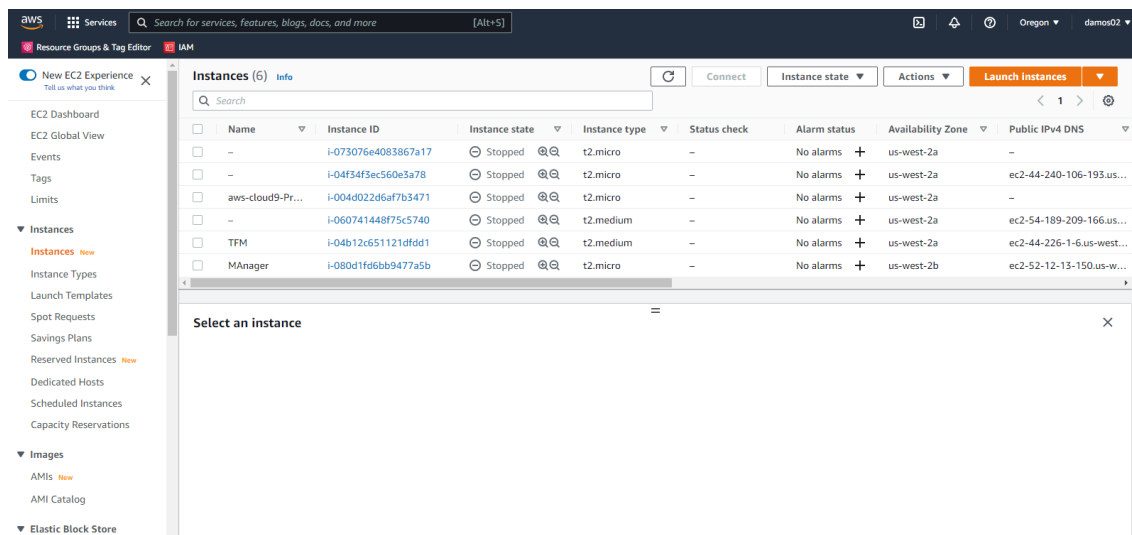 aws Services Search for services, features, blogs, docs, and more [Alt+S] Oregon damos02
Resource Groups & Tag Editor IAM
New EC2 Experience
Tell us what you think
EC2 Dashboard
EC2 Global View
Events
Tags
Limits
Instances
Instances New
Instance Types
Launch Templates
Spot Requests
Savings Plans
Reserved Instances New
Dedicated Hosts
Scheduled Instances
Capacity Reservations
Images
AMIs New
AMI Catalog
Elastic Block Store
Instances (6) Info Connect Instance state Actions Launch instances
Search 1
Name Instance ID Instance state Instance type Status check Alarm status Availability Zone Public IPv4 DNS
– i-073076e4083867a17 Stopped t2.micro – No alarms + us-west-2a –
– i-04f34f3ec560e3a78 Stopped t2.micro – No alarms + us-west-2a ec2-44-240-106-193.us...
aws-cloud9-Pr... i-004d022d6af7b3471 Stopped t2.micro – No alarms + us-west-2a –
– i-060741448f75c5740 Stopped t2.medium – No alarms + us-west-2a ec2-54-189-209-166.us...
TFM i-04b12c651121dfdd1 Stopped t2.medium – No alarms + us-west-2a ec2-44-226-1-6.us-west...
MAnager i-080d1fd6bb9477a5b Stopped t2.micro – No alarms + us-west-2b ec2-52-12-13-150.us-w...
Select an instance